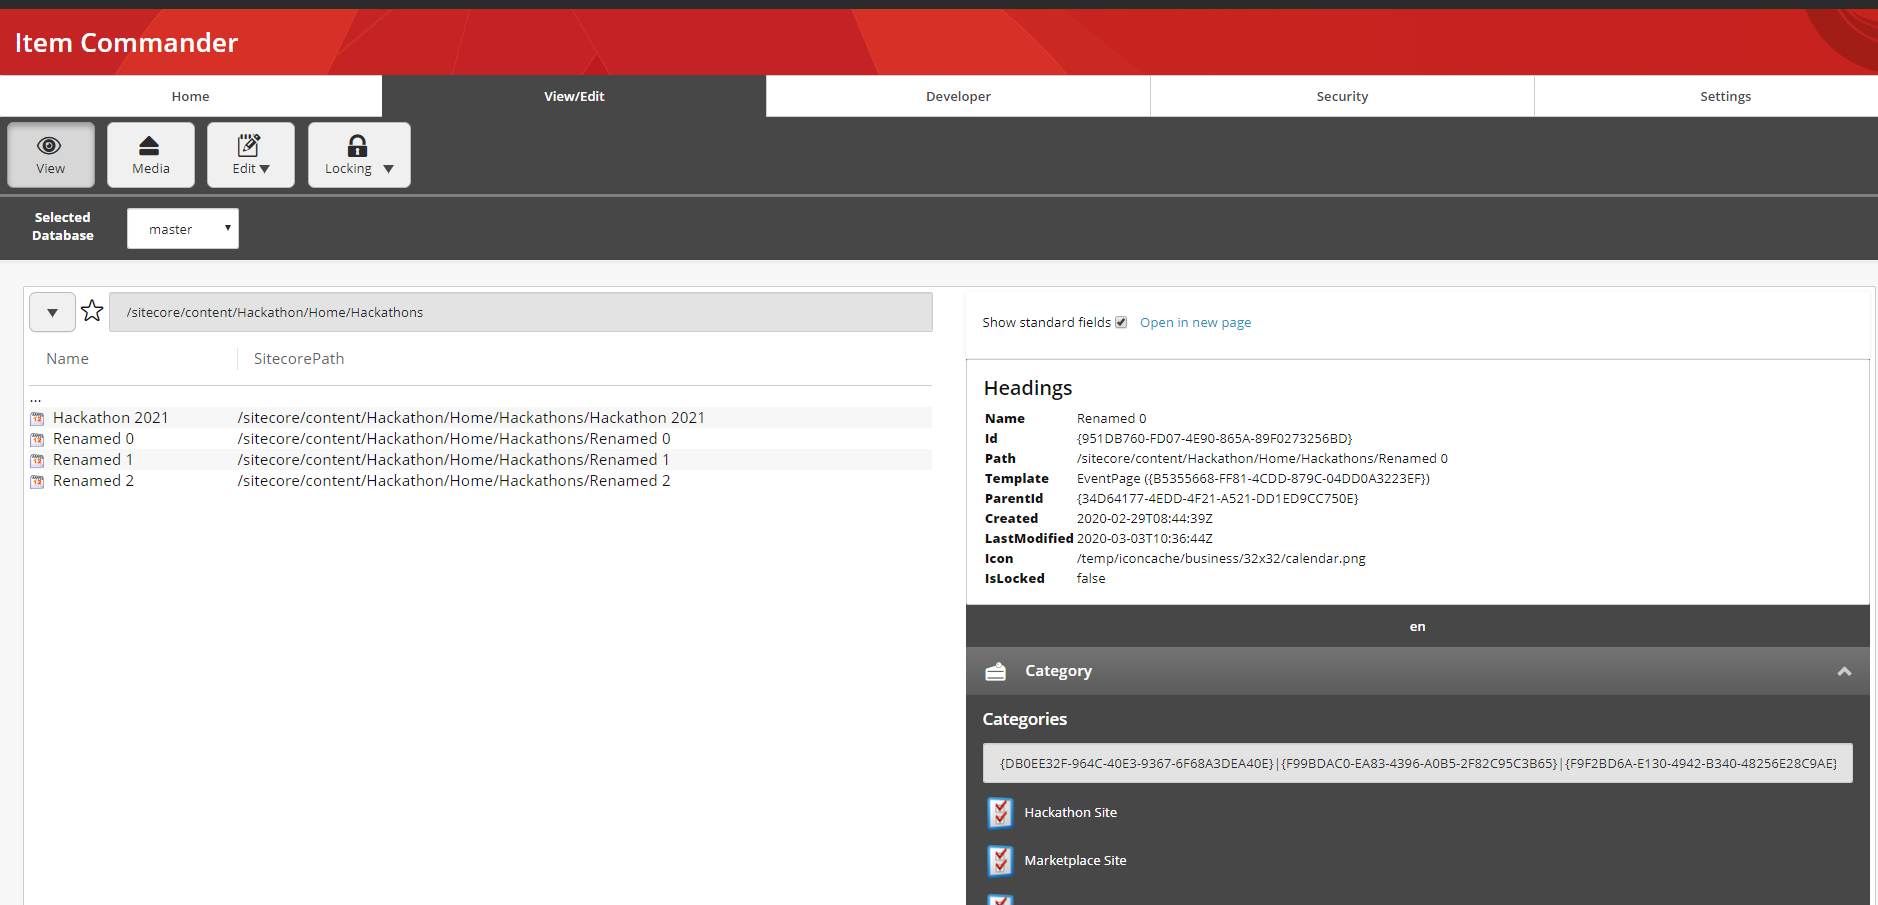 Item Commander
Home View/Edit Developer Security Settings
View Media Edit Locking
Selected
Database
master
/sitecore/content/Hackathon/Home/Hackathons
Name SitecorePath
...
Hackathon 2021 /sitecore/content/Hackathon/Home/Hackathons/Hackathon 2021
Renamed 0 /sitecore/content/Hackathon/Home/Hackathons/Renamed 0
Renamed 1 /sitecore/content/Hackathon/Home/Hackathons/Renamed 1
Renamed 2 /sitecore/content/Hackathon/Home/Hackathons/Renamed 2
Show standard fields Open in new page
Headings
Name Renamed 0
Id {951DB760-FD07-4E90-865A-89F0273256BD}
Path /sitecore/content/Hackathon/Home/Hackathons/Renamed 0
Template EventPage ({B5355668-FF81-4CDD-879C-04DD0A3223EF})
ParentId {34D64177-4EDD-4F21-A521-DD1ED9CC750E}
Created 2020-02-29T08:44:39Z
LastModified 2020-03-03T10:36:44Z
Icon /temp/iconcache/business/32x32/calendar.png
IsLocked false
en
Category
Categories
{DB0EE32F-964C-40E3-9367-6F68A3DEA40E}|{F99BDAC0-EA83-4396-A0B5-2F82C95C3B65}|{F9F2BD6A-E130-4942-B340-48256E28C9AE}
Hackathon Site
Marketplace Site